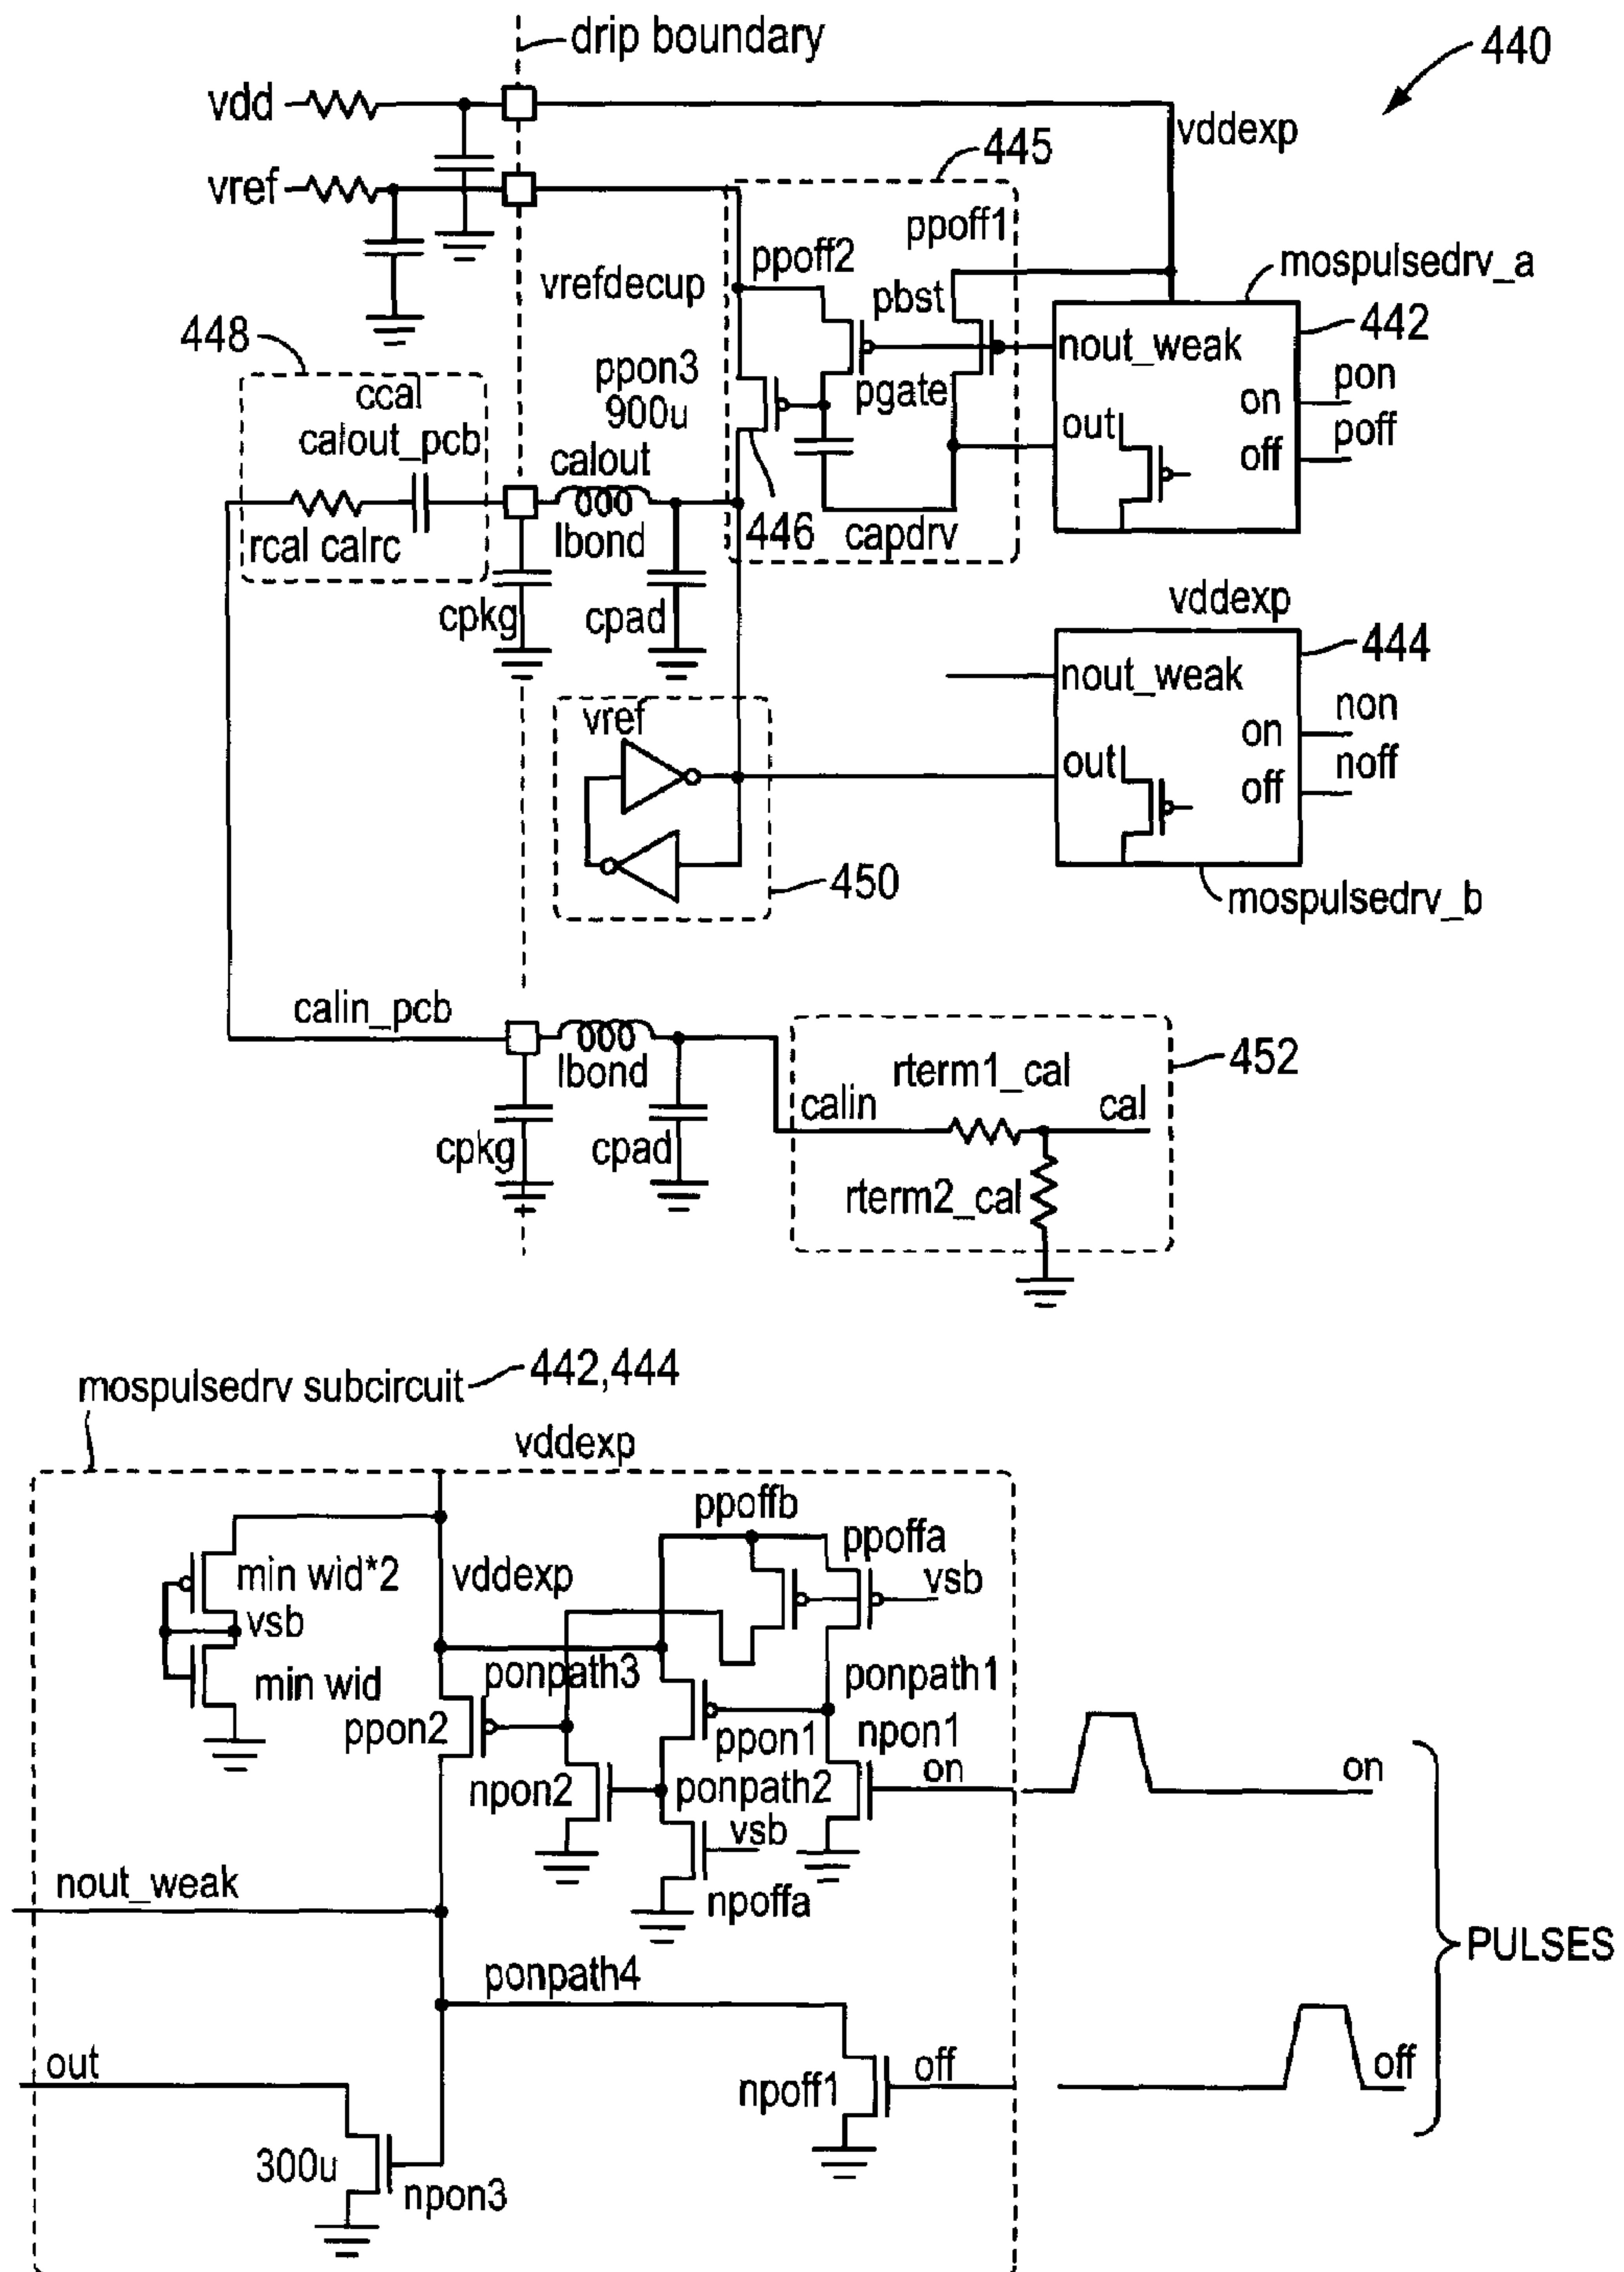 drip boundary
440
vdd
vddexp
445
vref
ppoff1
ppoff2
mospulsedrv_a
vrefdecup
pbst
442
448
nout_weak
ccal
ppon3
900u
pgate
pon
on
calout_pcb
out
poff
off
calout
rcal calrc
lbond
446
capdrv
cpkg
cpad
vddexp
444
nout_weak
vref
non
on
out
noff
off
450
mospulsedrv_b
calin_pcb
lbond
rterm1_cal
452
calin
cal
cpkg
cpad
rterm2_cal
mospulsedrv subcircuit
442,444
vddexp
ppoffb
ppoffa
min wid*2
vddexp
vsb
vsb
ponpath3
ponpath1
min wid
ppon2
ppon1
npon1
on
on
npon2
ponpath2
vsb
nout_weak
npoffa
PULSES
ponpath4
out
off
off
npoff1
300u
npon3